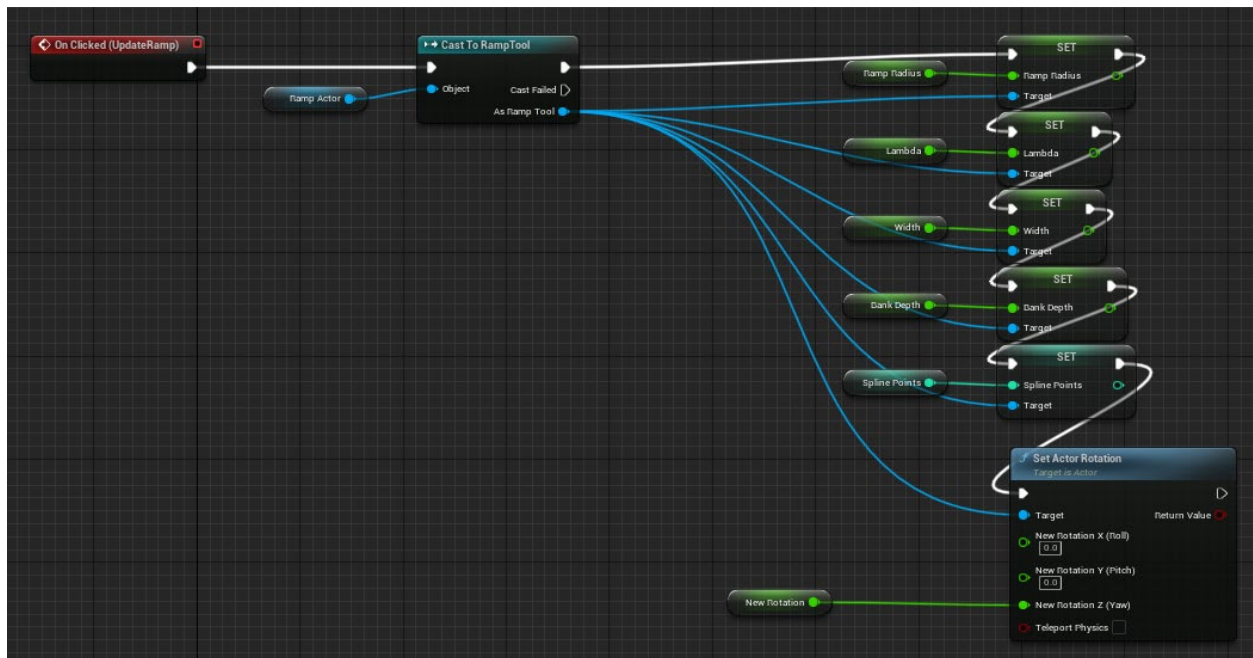 On Clicked (UpdateRamp)
Cast To RampTool
Object
Cast Failed
As Ramp Tool
Ramp Actor
SET
Ramp Radius
Ramp Radius
Target
SET
Lambda
Lambda
Target
SET
Width
Width
Target
SET
Bank Depth
Bank Depth
Target
SET
Spline Points
Spline Points
Target
f Set Actor Rotation
Target is Actor
Target
Return Value
New Rotation X (Roll)
0.0
New Rotation Y (Pitch)
0.0
New Rotation
New Rotation Z (Yaw)
Teleport Physics